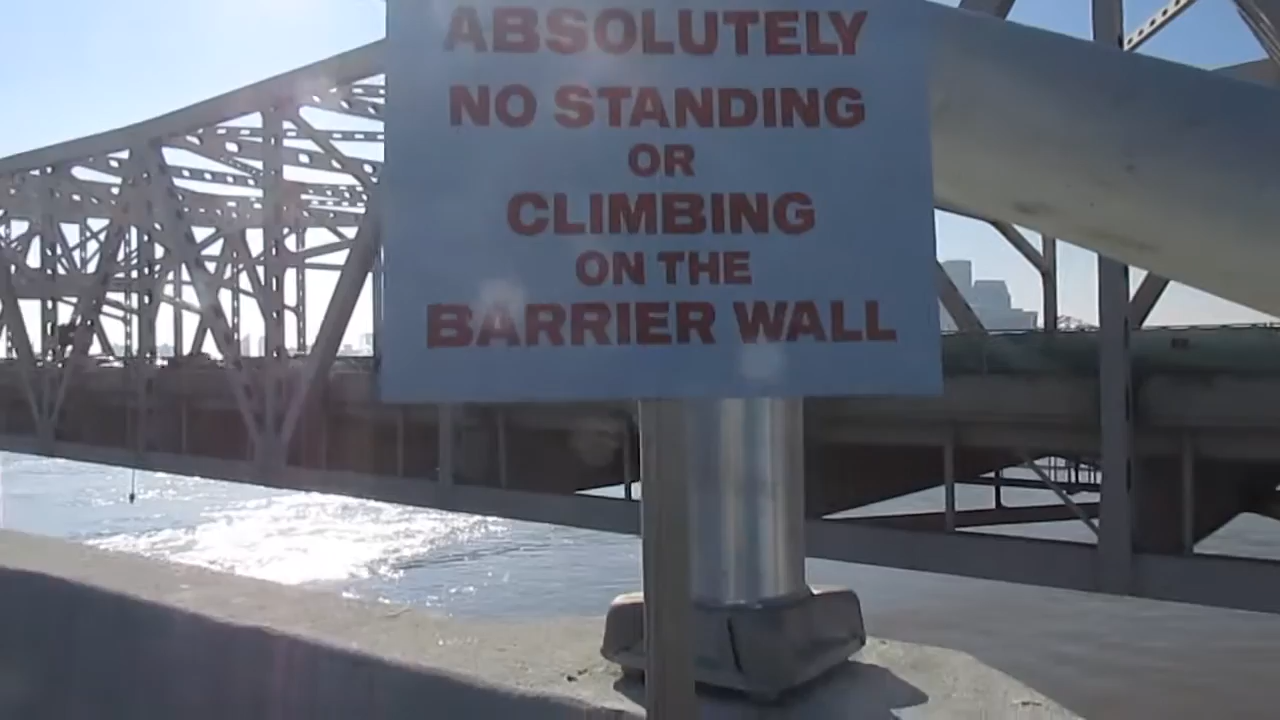 ABSOLUTELY
NO STANDING
OR
CLIMBING
ON THE
BARRIER WALL